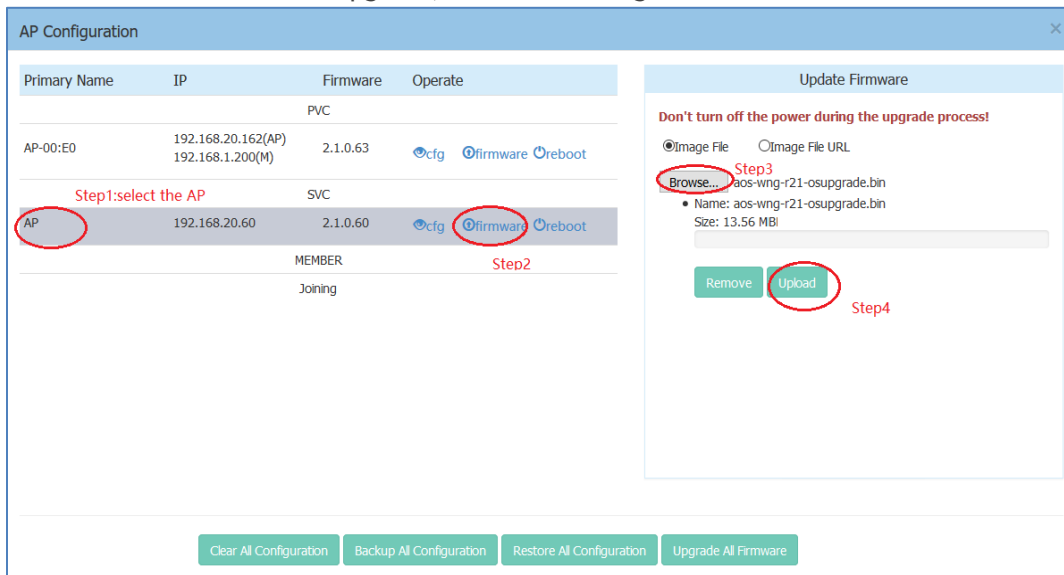 AP Configuration ×
Primary Name IP Firmware Operate
PVC
AP-00:E0 192.168.20.162(AP) 2.1.0.63 cfg firmware reboot
192.168.1.200(M)
Step1:select the AP SVC
AP 192.168.20.60 2.1.0.60 cfg firmware reboot
MEMBER Step2
Joining
Update Firmware
Don't turn off the power during the upgrade process!
Image File Image File URL
Step3
Browse... aos-wng-r21-osupgrade.bin
• Name: aos-wng-r21-osupgrade.bin
Size: 13.56 MB
Remove Upload
Step4
Clear All Configuration Backup All Configuration Restore All Configuration Upgrade All Firmware